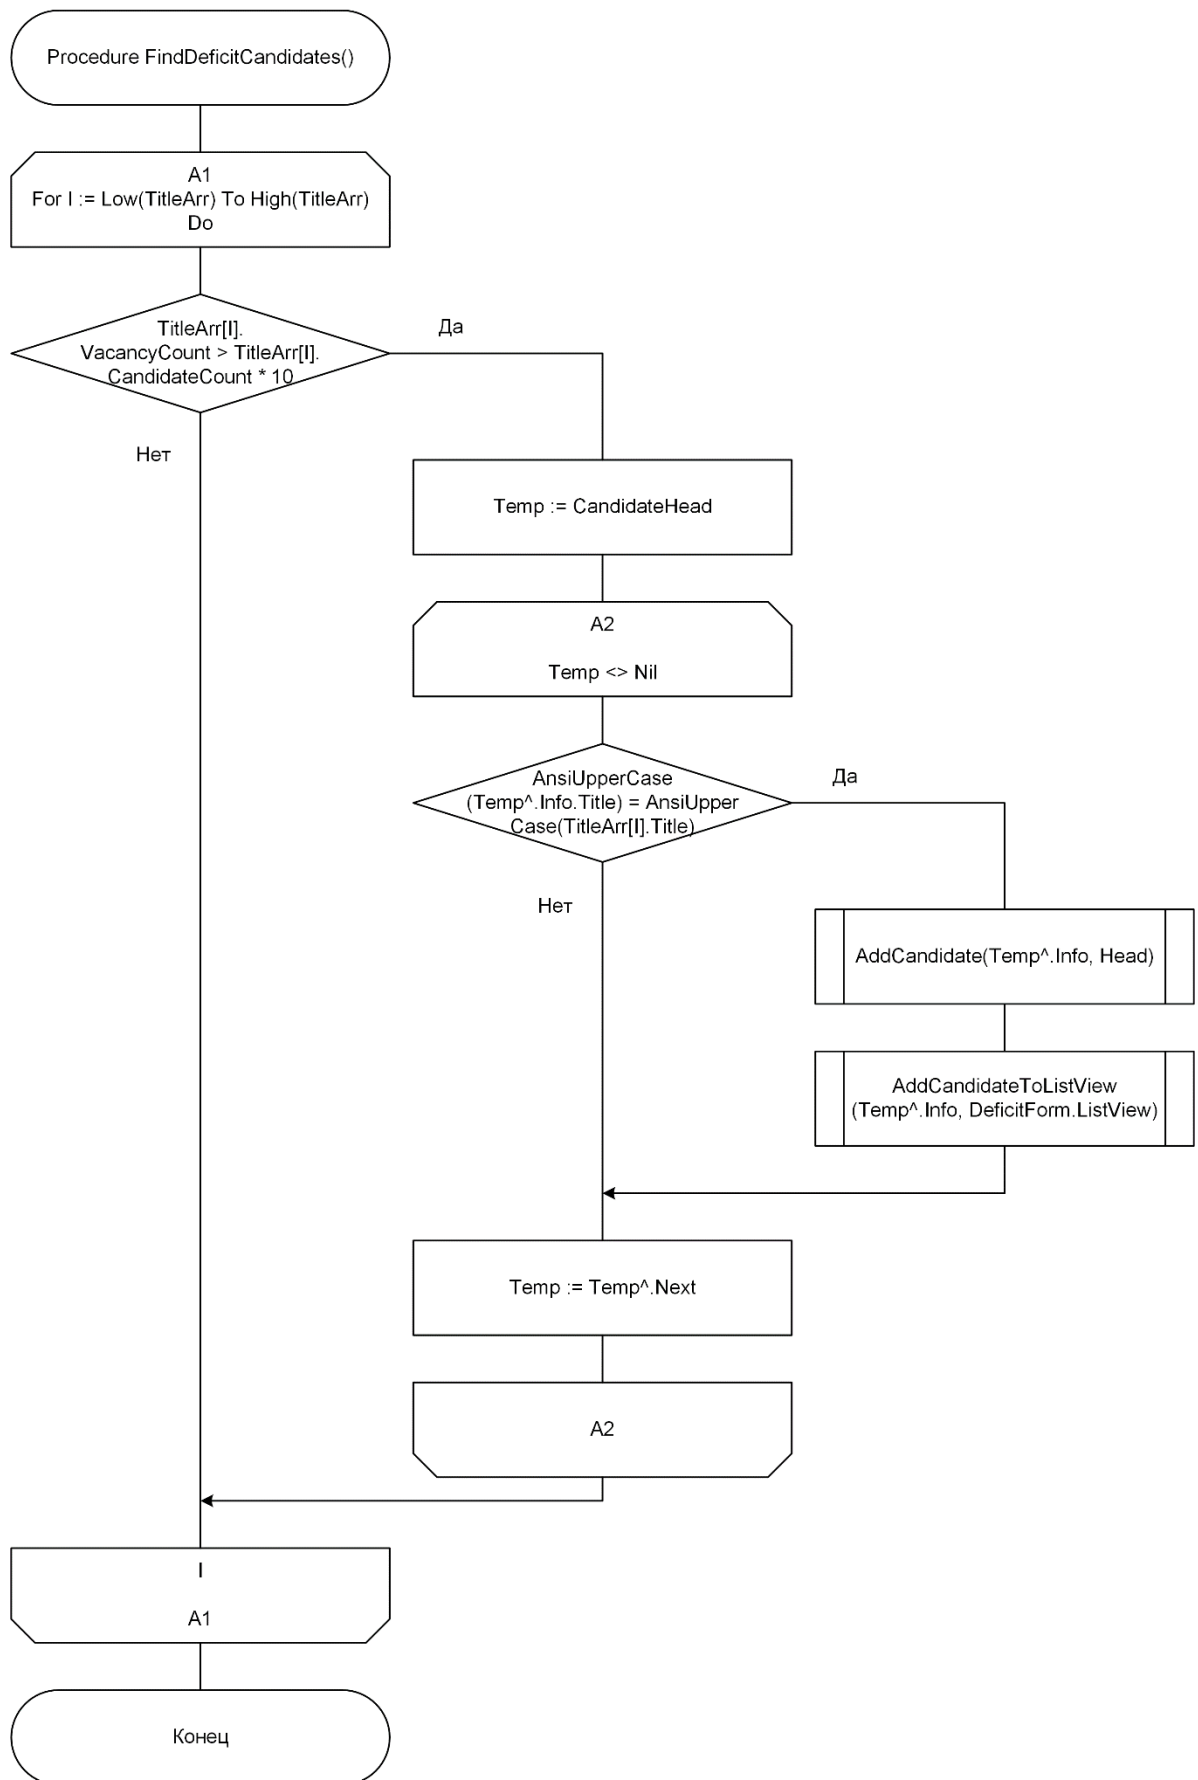 Procedure FindDeficitCandidates()
A1
For I := Low(TitleArr) To High(TitleArr)
Do
TitleArr[I].
VacancyCount > TitleArr[I].
CandidateCount * 10
Да
Нет
Temp := CandidateHead
A2
Temp <> Nil
AnsiUpperCase
(Temp^.Info.Title) = AnsiUpper
Case(TitleArr[I].Title)
Да
Нет
AddCandidate(Temp^.Info, Head)
AddCandidateToListView
(Temp^.Info, DeficitForm.ListView)
Temp := Temp^.Next
A2
I
A1
Конец